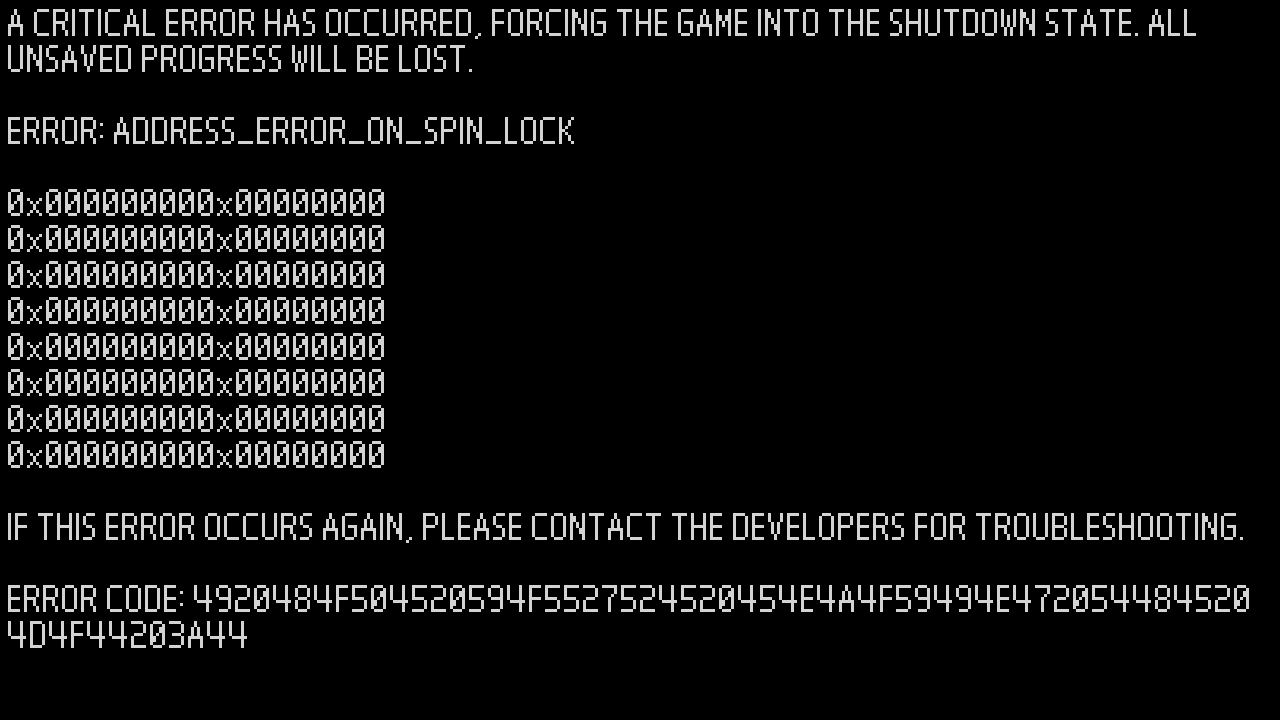 A CRITICAL ERROR HAS OCCURRED, FORCING THE GAME INTO THE SHUTDOWN STATE. ALL
UNSAVED PROGRESS WILL BE LOST.
ERROR: ADDRESS_ERROR_ON_SPIN_LOCK
0x000000000x00000000
0x000000000x00000000
0x000000000x00000000
0x000000000x00000000
0x000000000x00000000
0x000000000x00000000
0x000000000x00000000
0x000000000x00000000
IF THIS ERROR OCCURS AGAIN, PLEASE CONTACT THE DEVELOPERS FOR TROUBLESHOOTING.
ERROR CODE: 4920484F504520594F5527524520454E4A4F59494E472054484520
4D4F44203A44